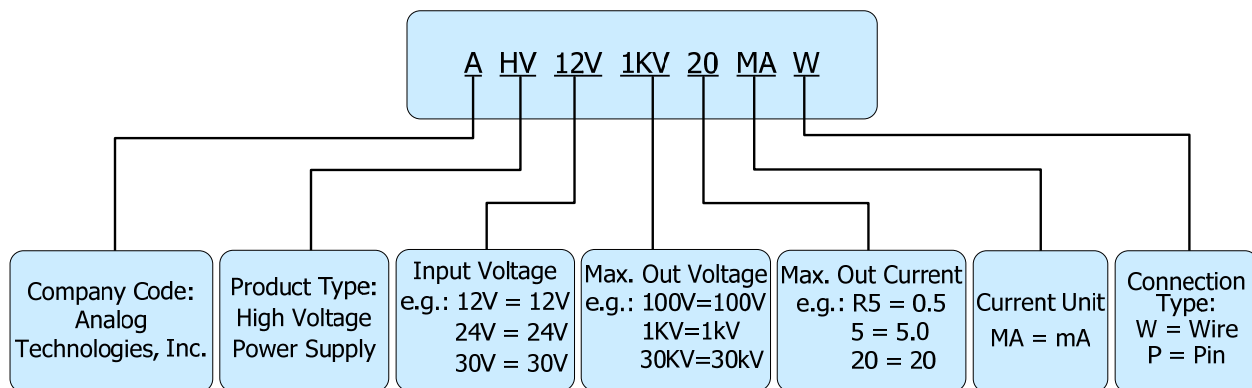 A HV 12V 1KV 20 MA W
Company Code:
Analog
Technologies, Inc.
Product Type:
High Voltage
Power Supply
Input Voltage
e.g.: 12V = 12V
24V = 24V
30V = 30V
Max. Out Voltage
e.g.: 100V=100V
1KV=1kV
30KV=30kV
Max. Out Current
e.g.: R5 = 0.5
5 = 5.0
20 = 20
Current Unit
MA = mA
Connection
Type:
W = Wire
P = Pin